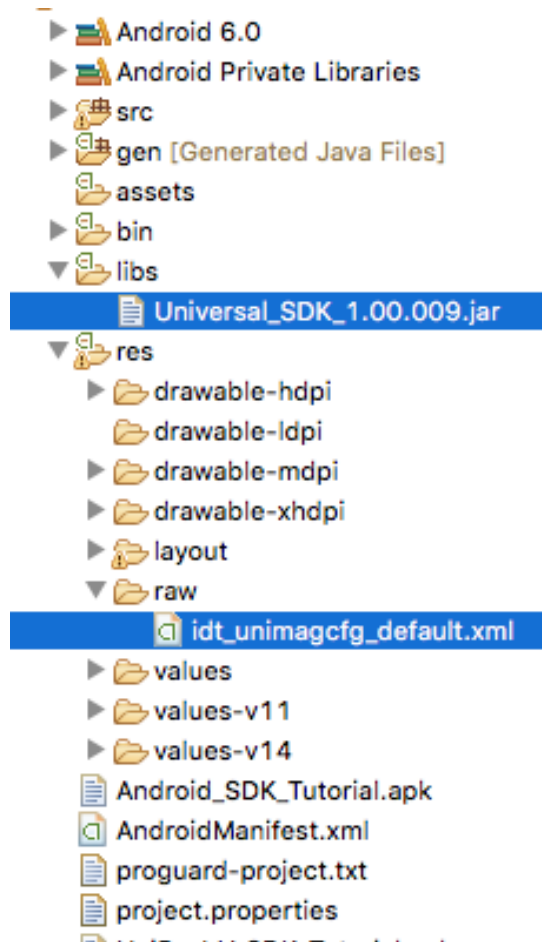 Android 6.0
Android Private Libraries
src
gen [Generated Java Files]
assets
bin
libs
Universal_SDK_1.00.009.jar
res
drawable-hdpi
drawable-ldpi
drawable-mdpi
drawable-xhdpi
layout
raw
idt_unimagcfg_default.xml
values
values-v11
values-v14
Android_SDK_Tutorial.apk
AndroidManifest.xml
proguard-project.txt
project.properties